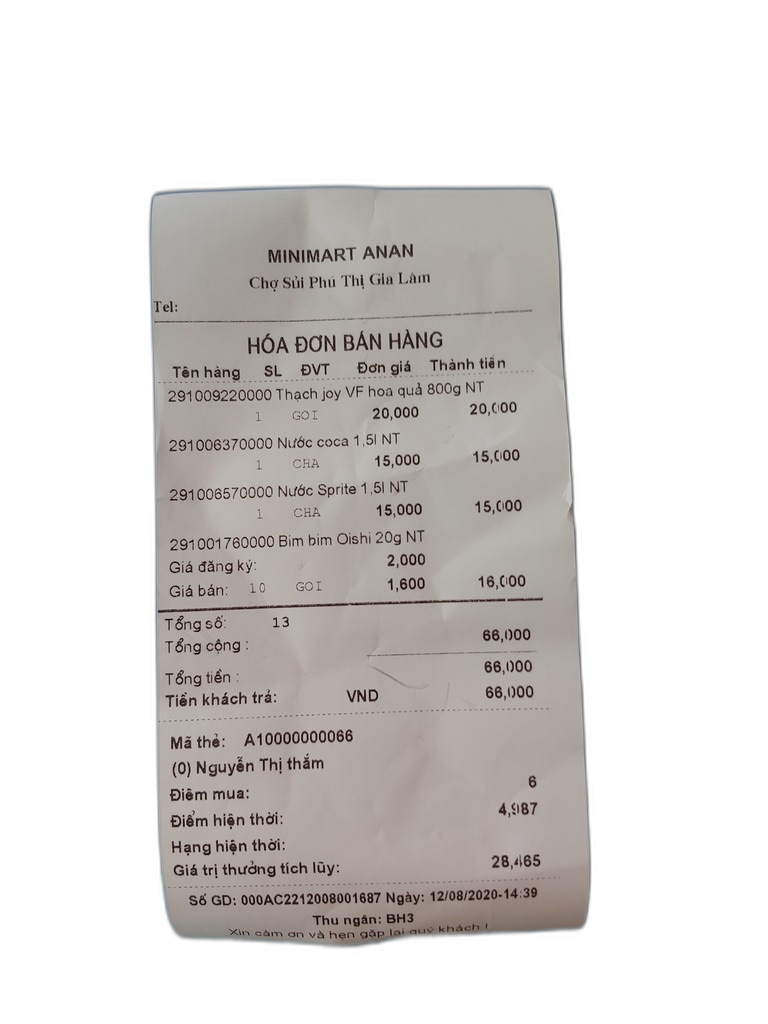 MINIMART ANAN
Chợ Sủi Phú Thị Gia Lâm
Tel:
HÓA ĐƠN BÁN HÀNG
Tên hàng SL ĐVT Đơn giá Thành tiền
291009220000 Thạch joy VF hoa quả 800g NT
1 GOI 20,000 20,000
291006370000 Nước coca 1,5l NT
1 CHA 15,000 15,000
291006570000 Nước Sprite 1,5l NT
1 CHA 15,000 15,000
291001760000 Bim bim Oishi 20g NT
Giá đăng ký: 2,000
Giá bán: 10 GOI 1,600 16,000
Tổng số: 13
Tổng cộng : 66,000
Tổng tiền : 66,000
Tiền khách trả: VND 66,000
Mã thẻ: A10000000066
(0) Nguyễn Thị thắm
Điêm mua: 6
Điểm hiện thời: 4,987
Hạng hiện thời:
Giá trị thưởng tích lũy: 28,465
Số GD: 000AC2212008001687 Ngày: 12/08/2020-14:39
Thu ngân: BH3
Xin cảm ơn và hẹn gặp lại quý khách !